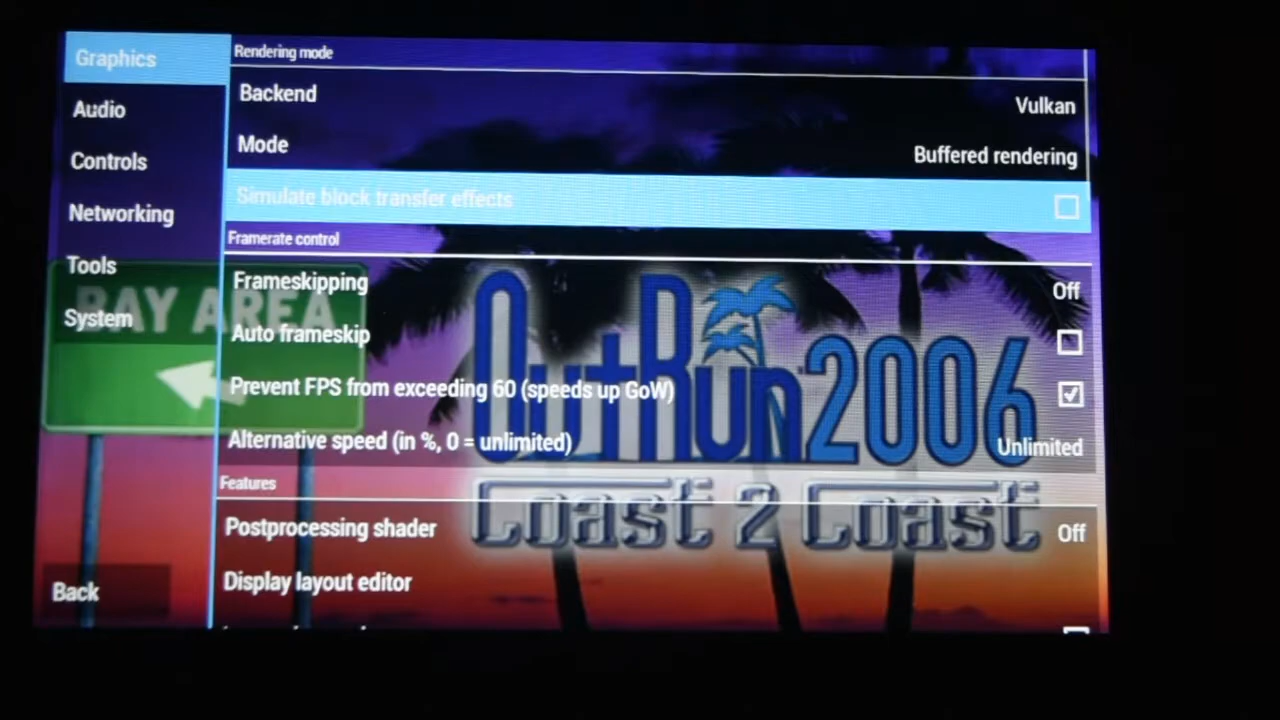 Graphics
Audio
Controls
Networking
Tools
System
Back
Rendering mode
Backend
Vulkan
Mode
Buffered rendering
Simulate block transfer effects
Framerate control
Frameskipping
Off
Auto frameskip
Prevent FPS from exceeding 60 (speeds up GoW)
Alternative speed (in %, 0 = unlimited)
Unlimited
Features
Postprocessing shader
Off
Display layout editor
BAY AREA
OutRun2006
Coast 2 Coast